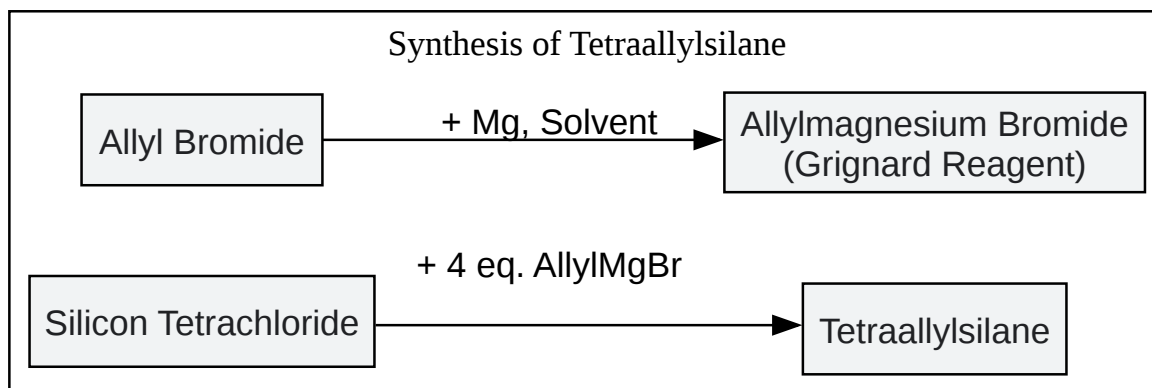 Synthesis of Tetraallylsilane
Allyl Bromide
+ Mg, Solvent
Allylmagnesium Bromide
(Grignard Reagent)
Silicon Tetrachloride
+ 4 eq. AllylMgBr
Tetraallylsilane